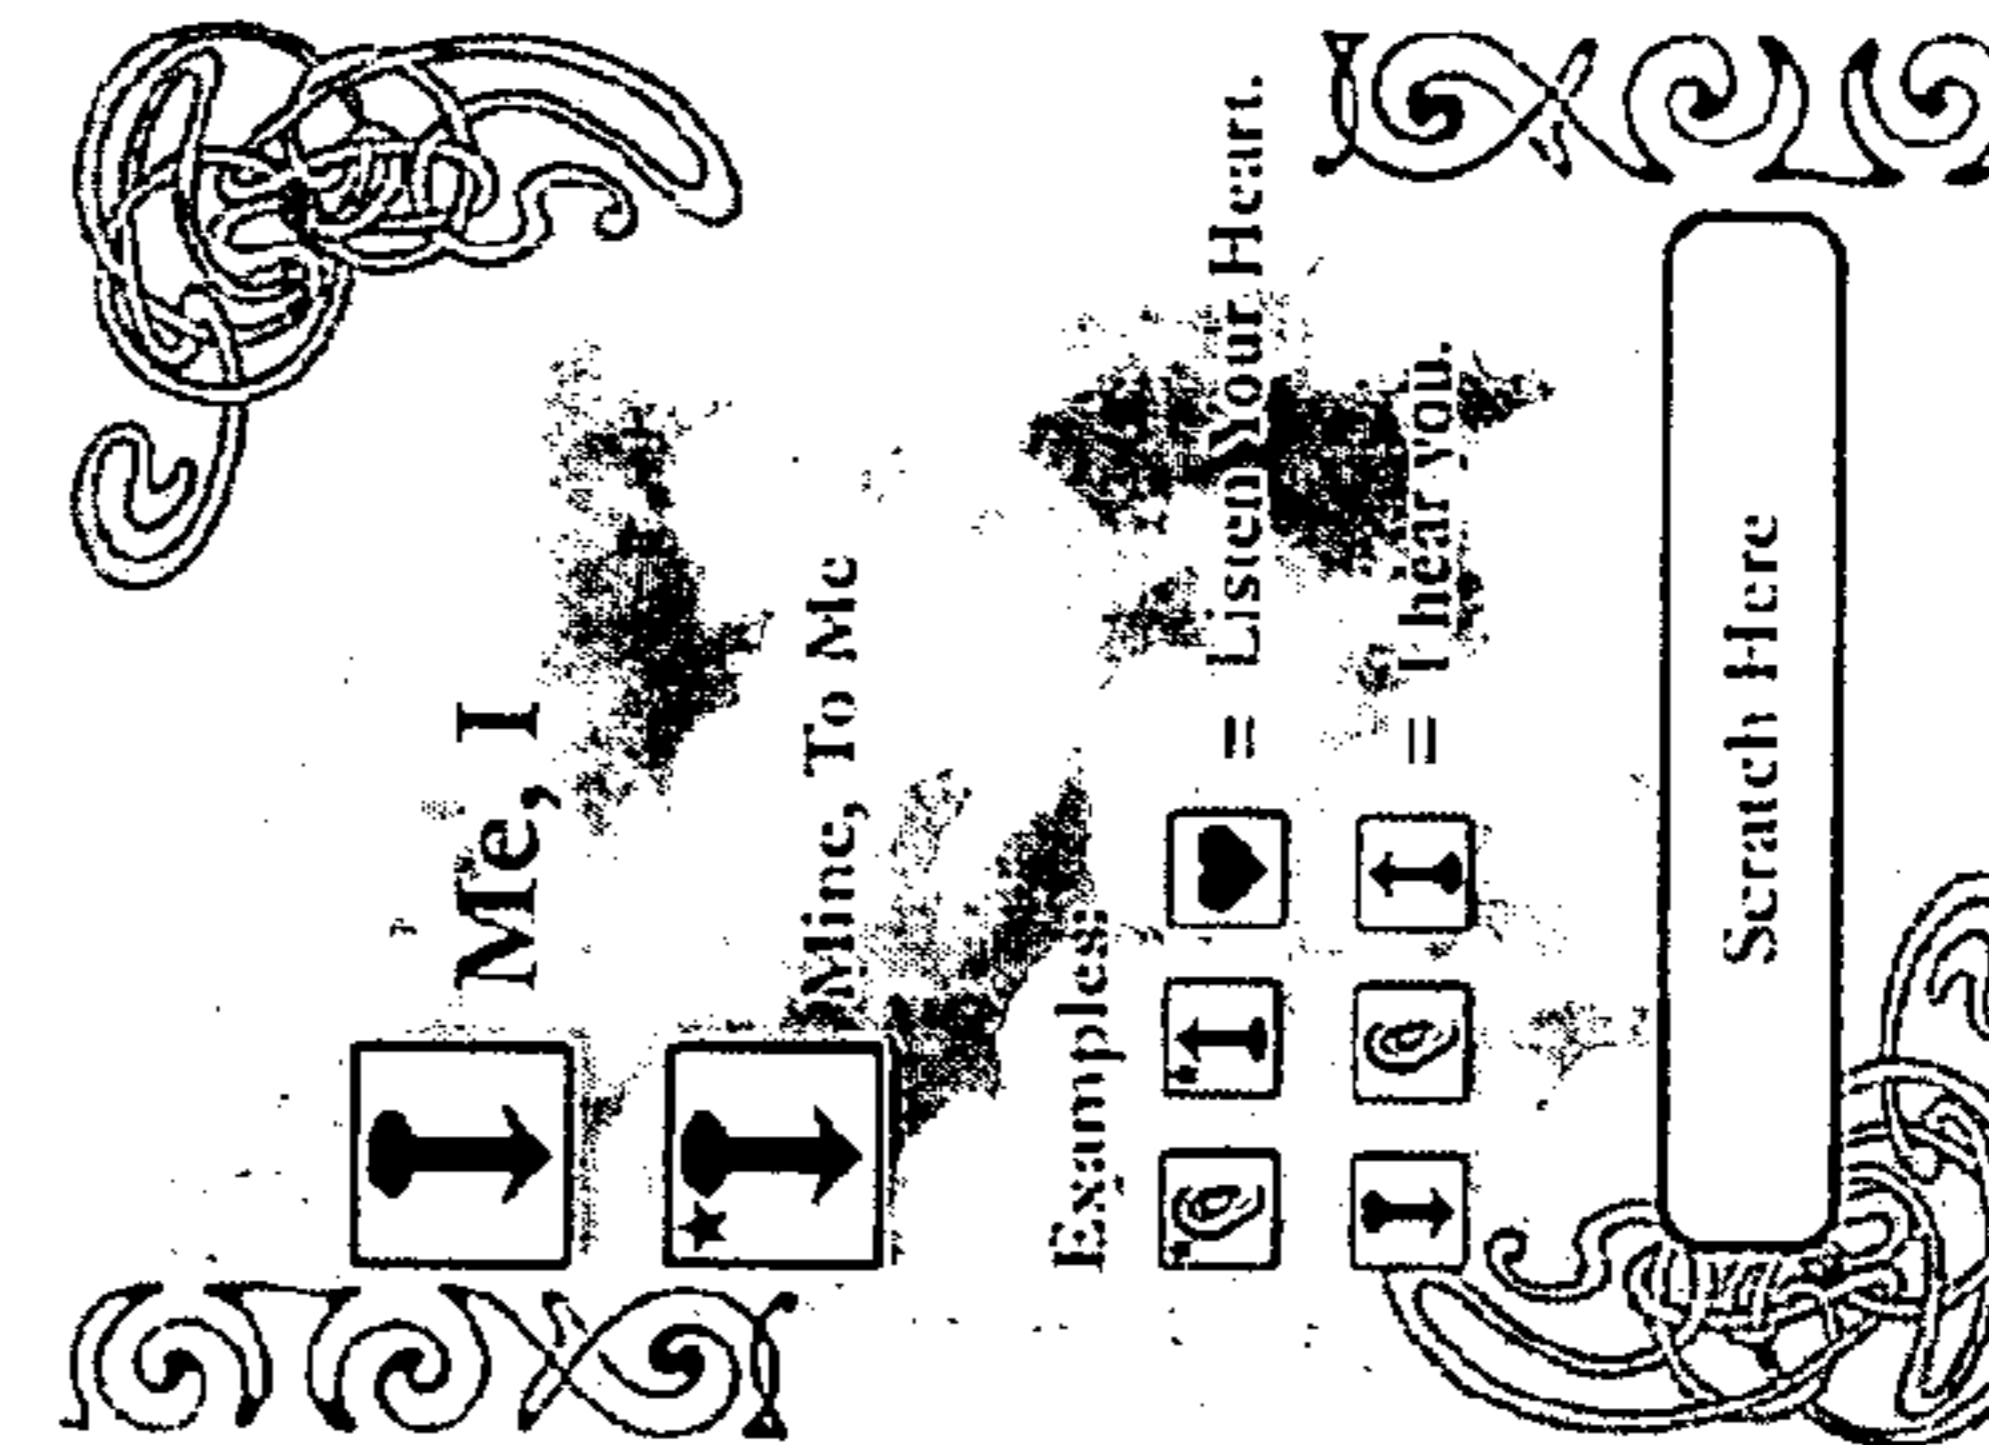 Me, I
Mine, To Me
Examples:
= Listen Your Heart.
= I hear you.
Scratch Here